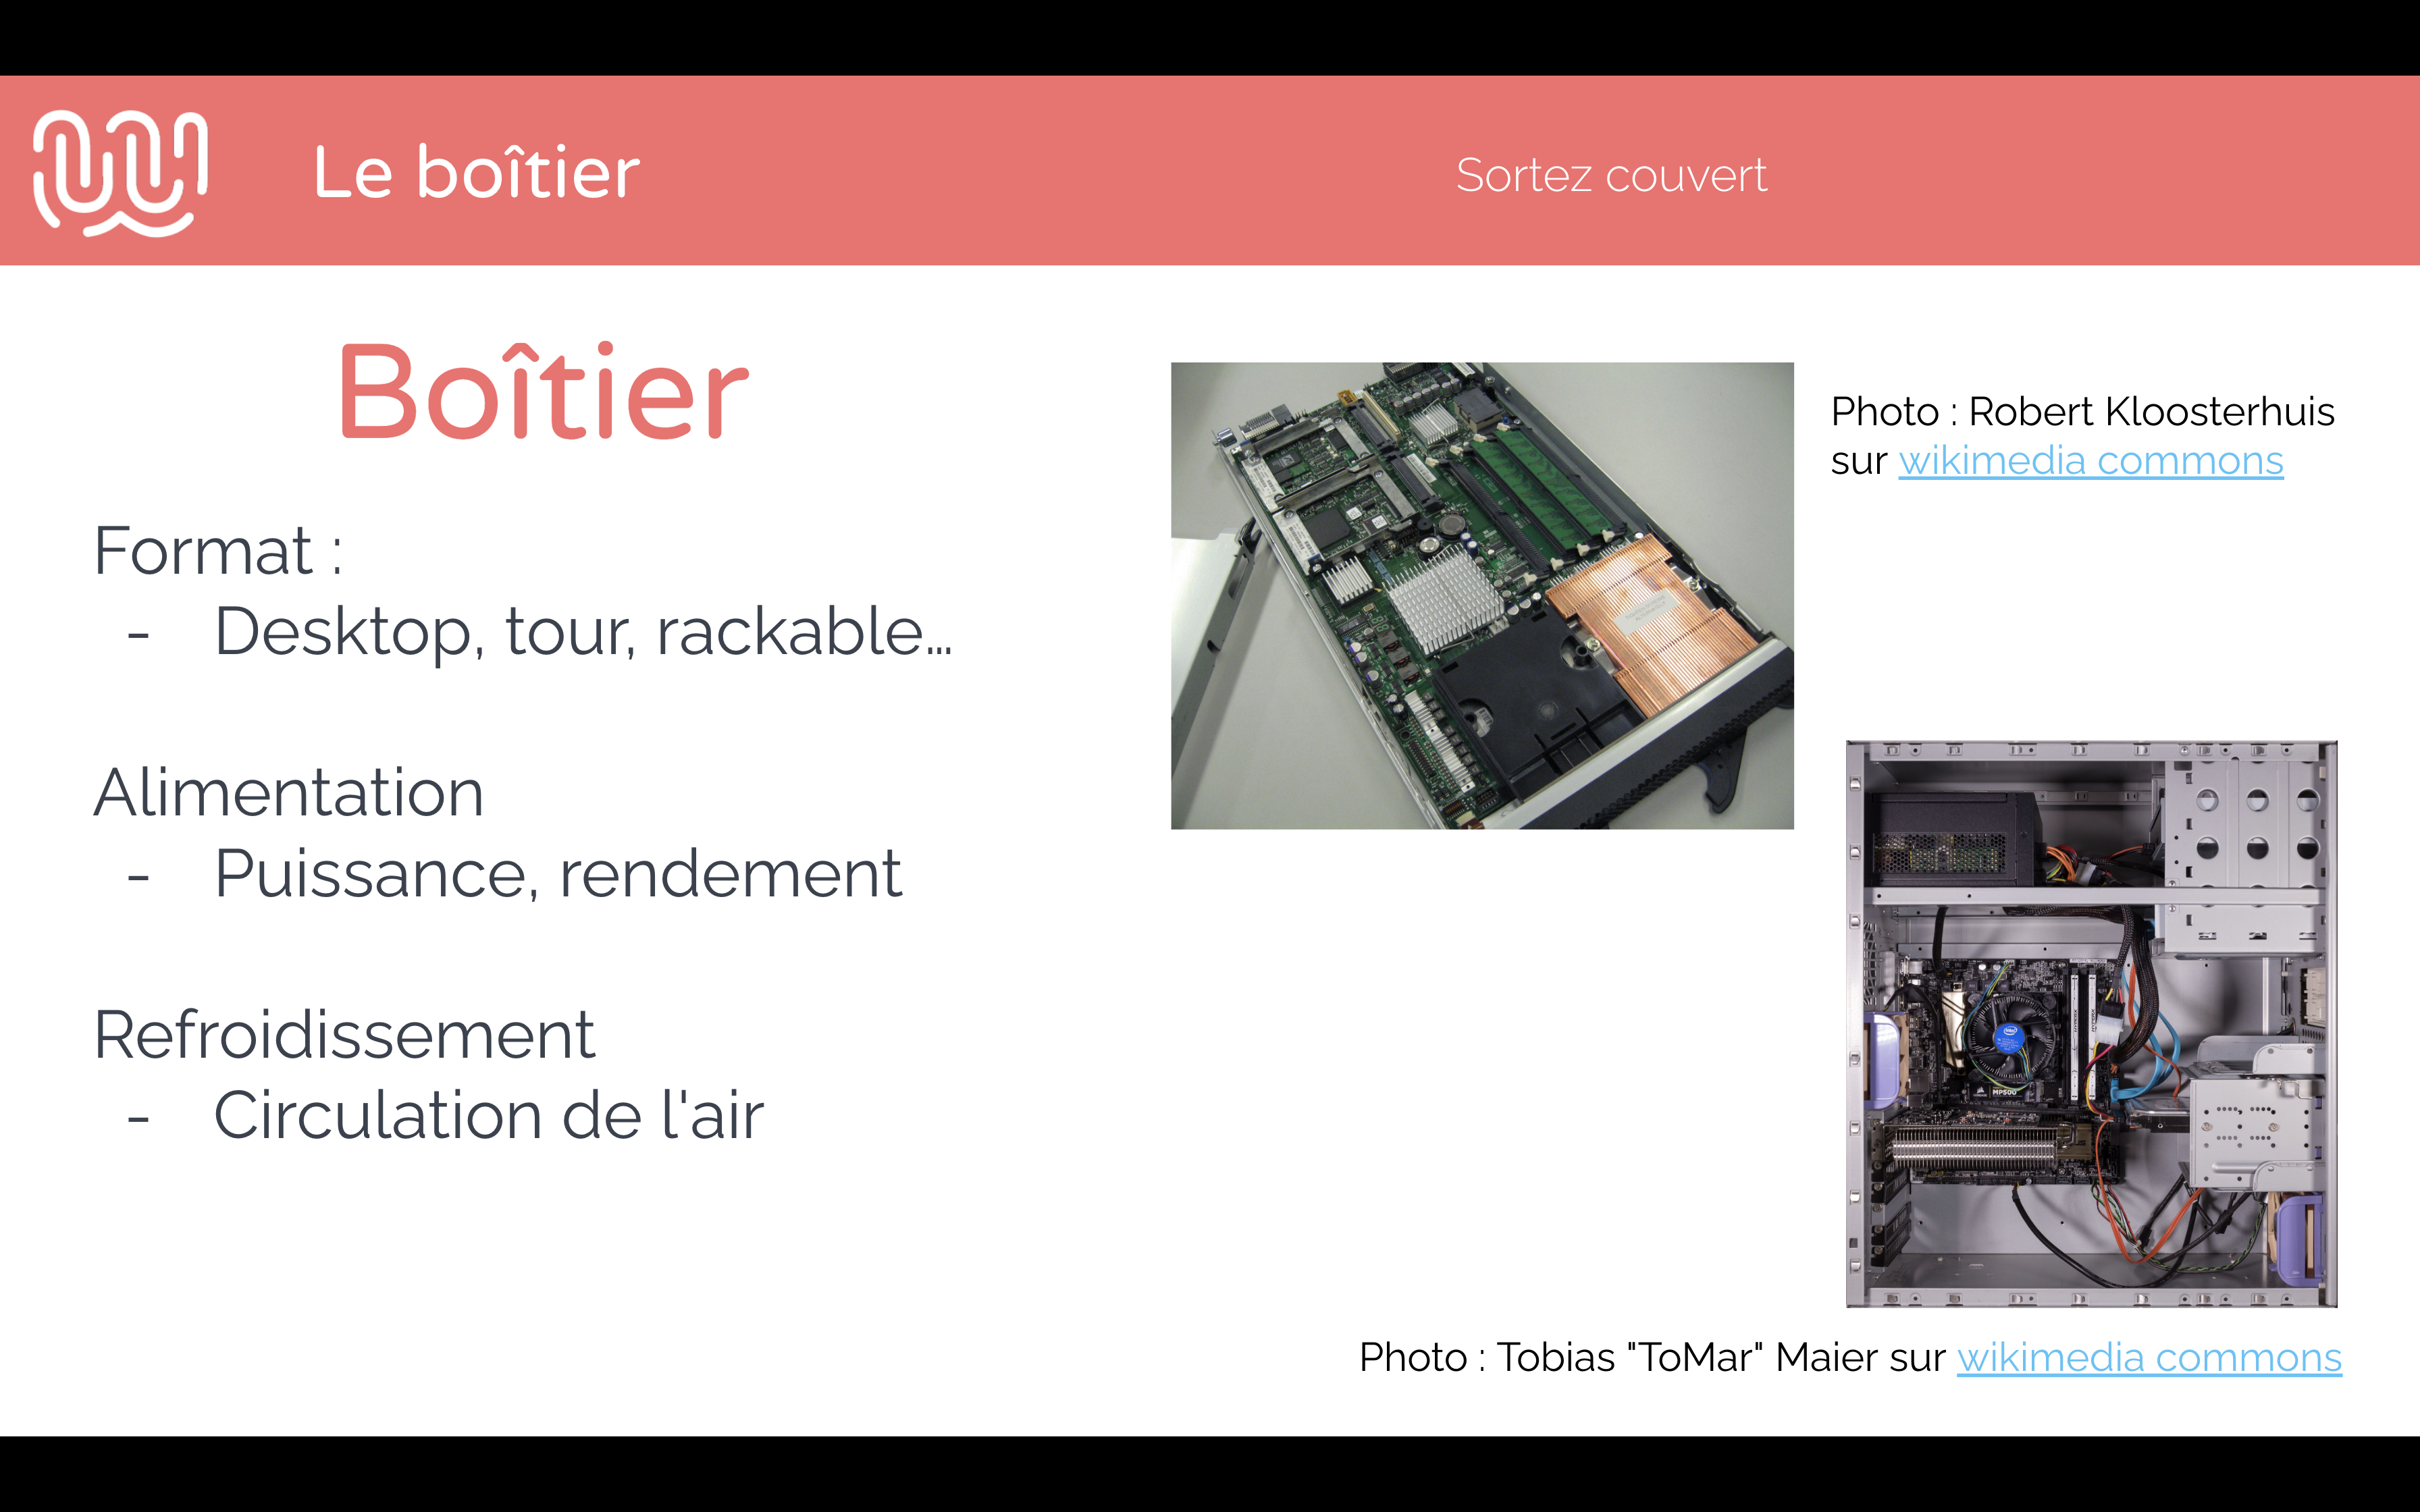 Le boîtier
Sortez couvert
Boîtier
Format :
- Desktop, tour, rackable...
Alimentation
- Puissance, rendement
Refroidissement
- Circulation de l'air
Photo : Robert Kloosterhuis
sur wikimedia commons
MP500
Photo : Tobias "ToMar" Maier sur wikimedia commons